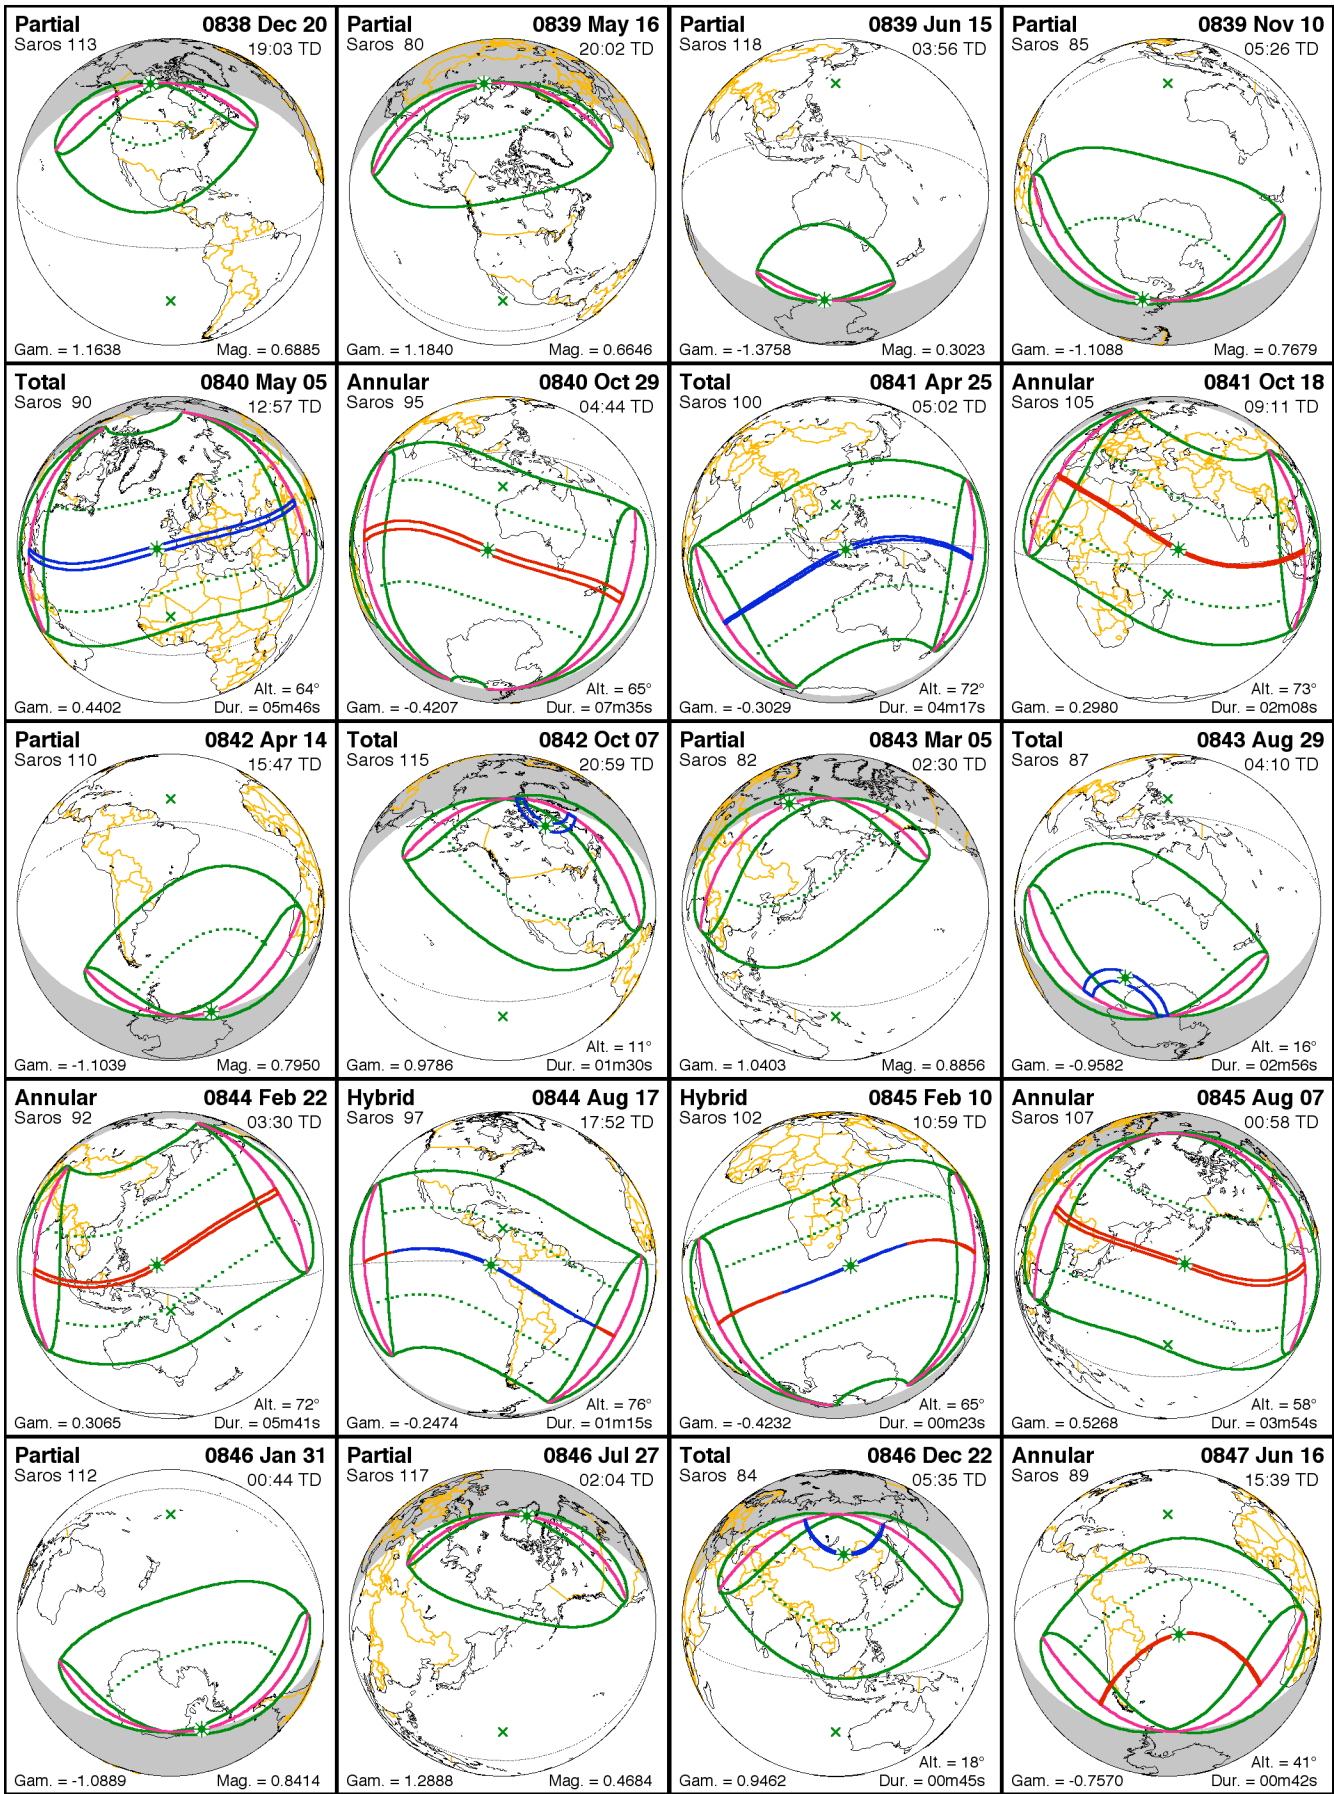 Partial 0838 Dec 20
Saros 113 19:03 TD
Gam. = 1.1638 Mag. = 0.6885
Partial 0839 May 16
Saros 80 20:02 TD
Gam. = 1.1840 Mag. = 0.6646
Partial 0839 Jun 15
Saros 118 03:56 TD
Gam. = -1.3758 Mag. = 0.3023
Partial 0839 Nov 10
Saros 85 05:26 TD
Gam. = -1.1088 Mag. = 0.7679
Total 0840 May 05
Saros 90 12:57 TD
Alt. = 64°
Gam. = 0.4402 Dur. = 05m46s
Annular 0840 Oct 29
Saros 95 04:44 TD
Alt. = 65°
Gam. = -0.4207 Dur. = 07m35s
Total 0841 Apr 25
Saros 100 05:02 TD
Alt. = 72°
Gam. = -0.3029 Dur. = 04m17s
Annular 0841 Oct 18
Saros 105 09:11 TD
Alt. = 73°
Gam. = 0.2980 Dur. = 02m08s
Partial 0842 Apr 14
Saros 110 15:47 TD
Gam. = -1.1039 Mag. = 0.7950
Total 0842 Oct 07
Saros 115 20:59 TD
Alt. = 11°
Gam. = 0.9786 Dur. = 01m30s
Partial 0843 Mar 05
Saros 82 02:30 TD
Gam. = 1.0403 Mag. = 0.8856
Total 0843 Aug 29
Saros 87 04:10 TD
Alt. = 16°
Gam. = -0.9582 Dur. = 02m56s
Annular 0844 Feb 22
Saros 92 03:30 TD
Alt. = 72°
Gam. = 0.3065 Dur. = 05m41s
Hybrid 0844 Aug 17
Saros 97 17:52 TD
Alt. = 76°
Gam. = -0.2474 Dur. = 01m15s
Hybrid 0845 Feb 10
Saros 102 10:59 TD
Alt. = 65°
Gam. = -0.4232 Dur. = 00m23s
Annular 0845 Aug 07
Saros 107 00:58 TD
Alt. = 58°
Gam. = 0.5268 Dur. = 03m54s
Partial 0846 Jan 31
Saros 112 00:44 TD
Gam. = -1.0889 Mag. = 0.8414
Partial 0846 Jul 27
Saros 117 02:04 TD
Gam. = 1.2888 Mag. = 0.4684
Total 0846 Dec 22
Saros 84 05:35 TD
Alt. = 18°
Gam. = 0.9462 Dur. = 00m45s
Annular 0847 Jun 16
Saros 89 15:39 TD
Alt. = 41°
Gam. = -0.7570 Dur. = 00m42s